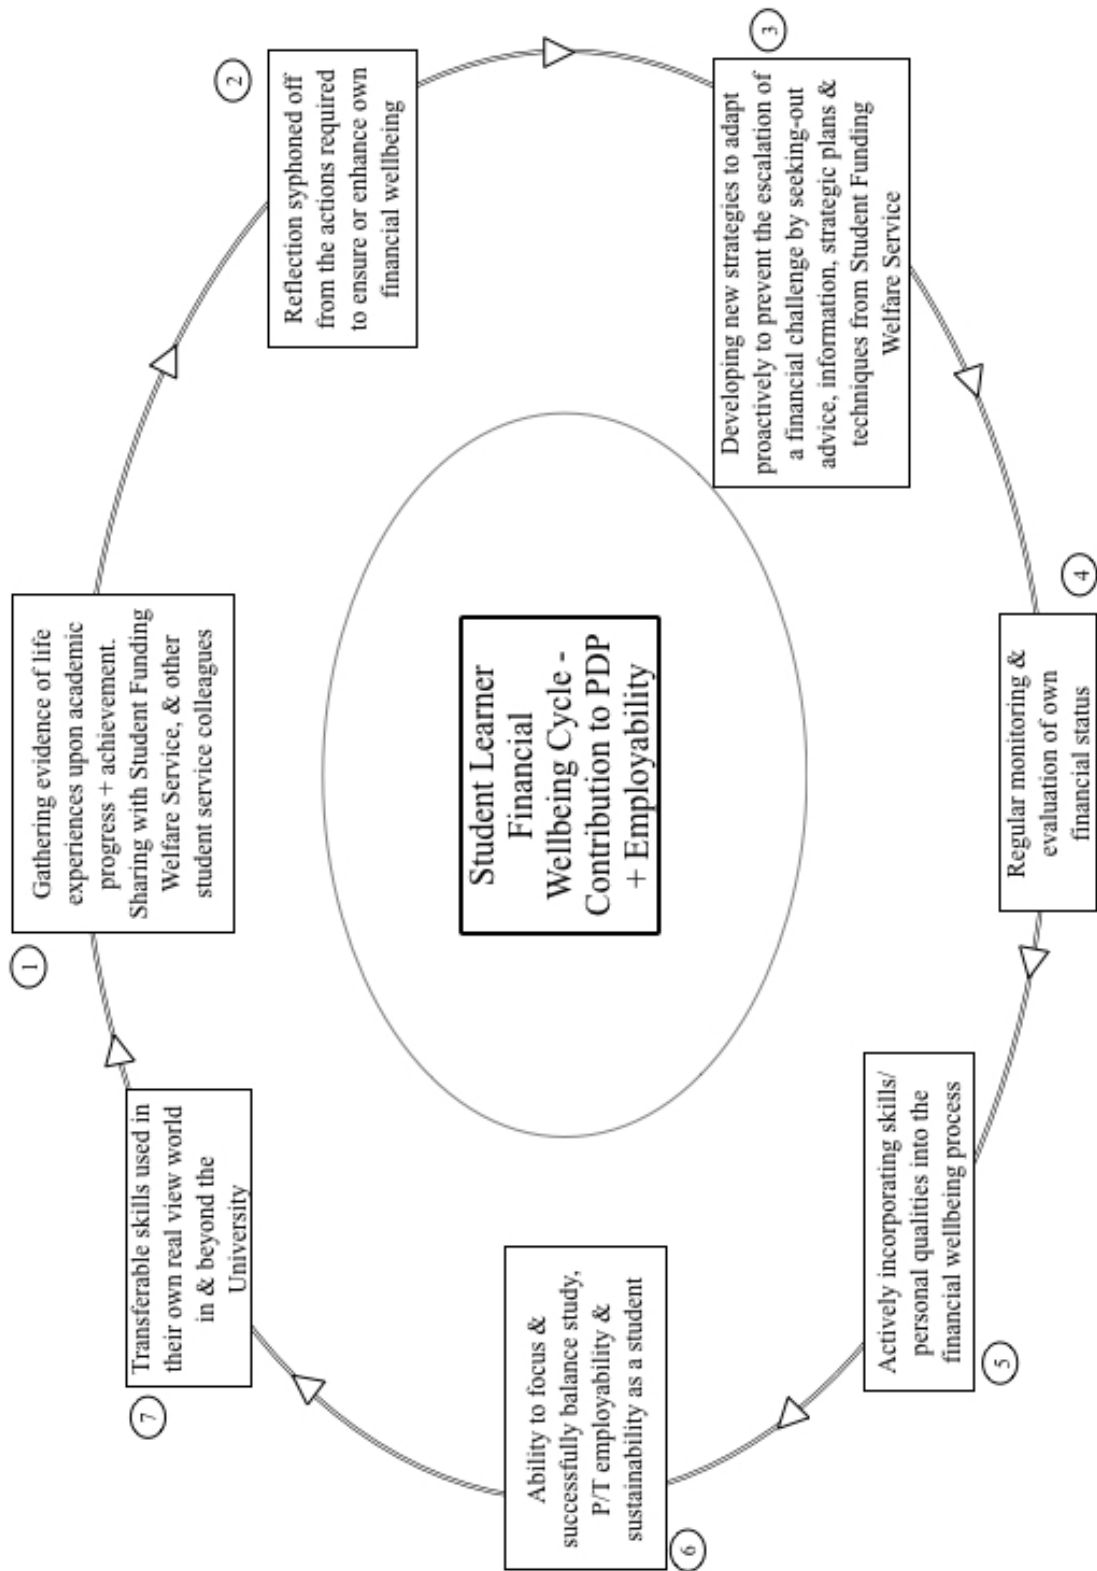 Student Learner
Financial
Wellbeing Cycle -
Contribution to PDP
+ Employability
1
Gathering evidence of life
experiences upon academic
progress + achievement.
Sharing with Student Funding
Welfare Service, & other
student service colleagues
2
Reflection syphoned off
from the actions required
to ensure or enhance own
financial wellbeing
3
Developing new strategies to adapt
proactively to prevent the escalation of
a financial challenge by seeking-out
advice, information, strategic plans &
techniques from Student Funding
Welfare Service
4
Regular monitoring &
evaluation of own
financial status
5
Actively incorporating skills/
personal qualities into the
financial wellbeing process
6
Ability to focus &
successfully balance study,
P/T employability &
sustainability as a student
7
Transferable skills used in
their own real view world
in & beyond the
University